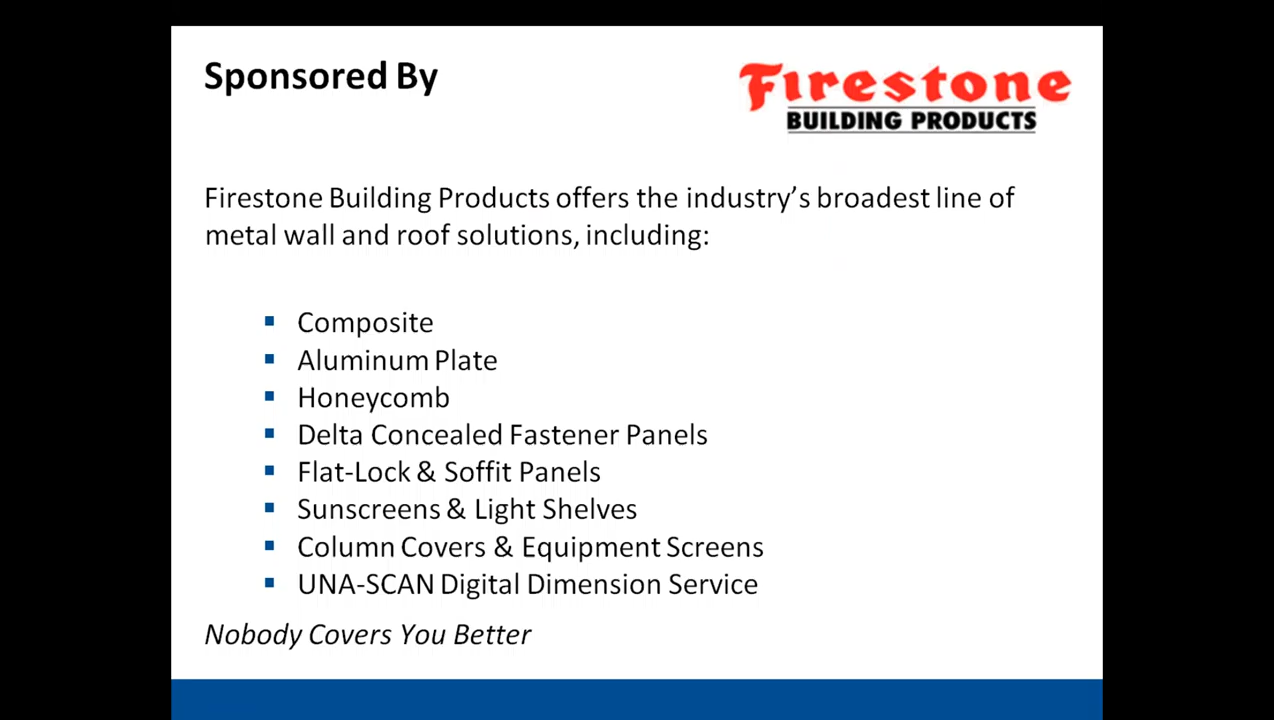 Sponsored By
Firestone
BUILDING PRODUCTS
Firestone Building Products offers the industry’s broadest line of
metal wall and roof solutions, including:
▪ Composite
▪ Aluminum Plate
▪ Honeycomb
▪ Delta Concealed Fastener Panels
▪ Flat-Lock & Soffit Panels
▪ Sunscreens & Light Shelves
▪ Column Covers & Equipment Screens
▪ UNA-SCAN Digital Dimension Service
Nobody Covers You Better